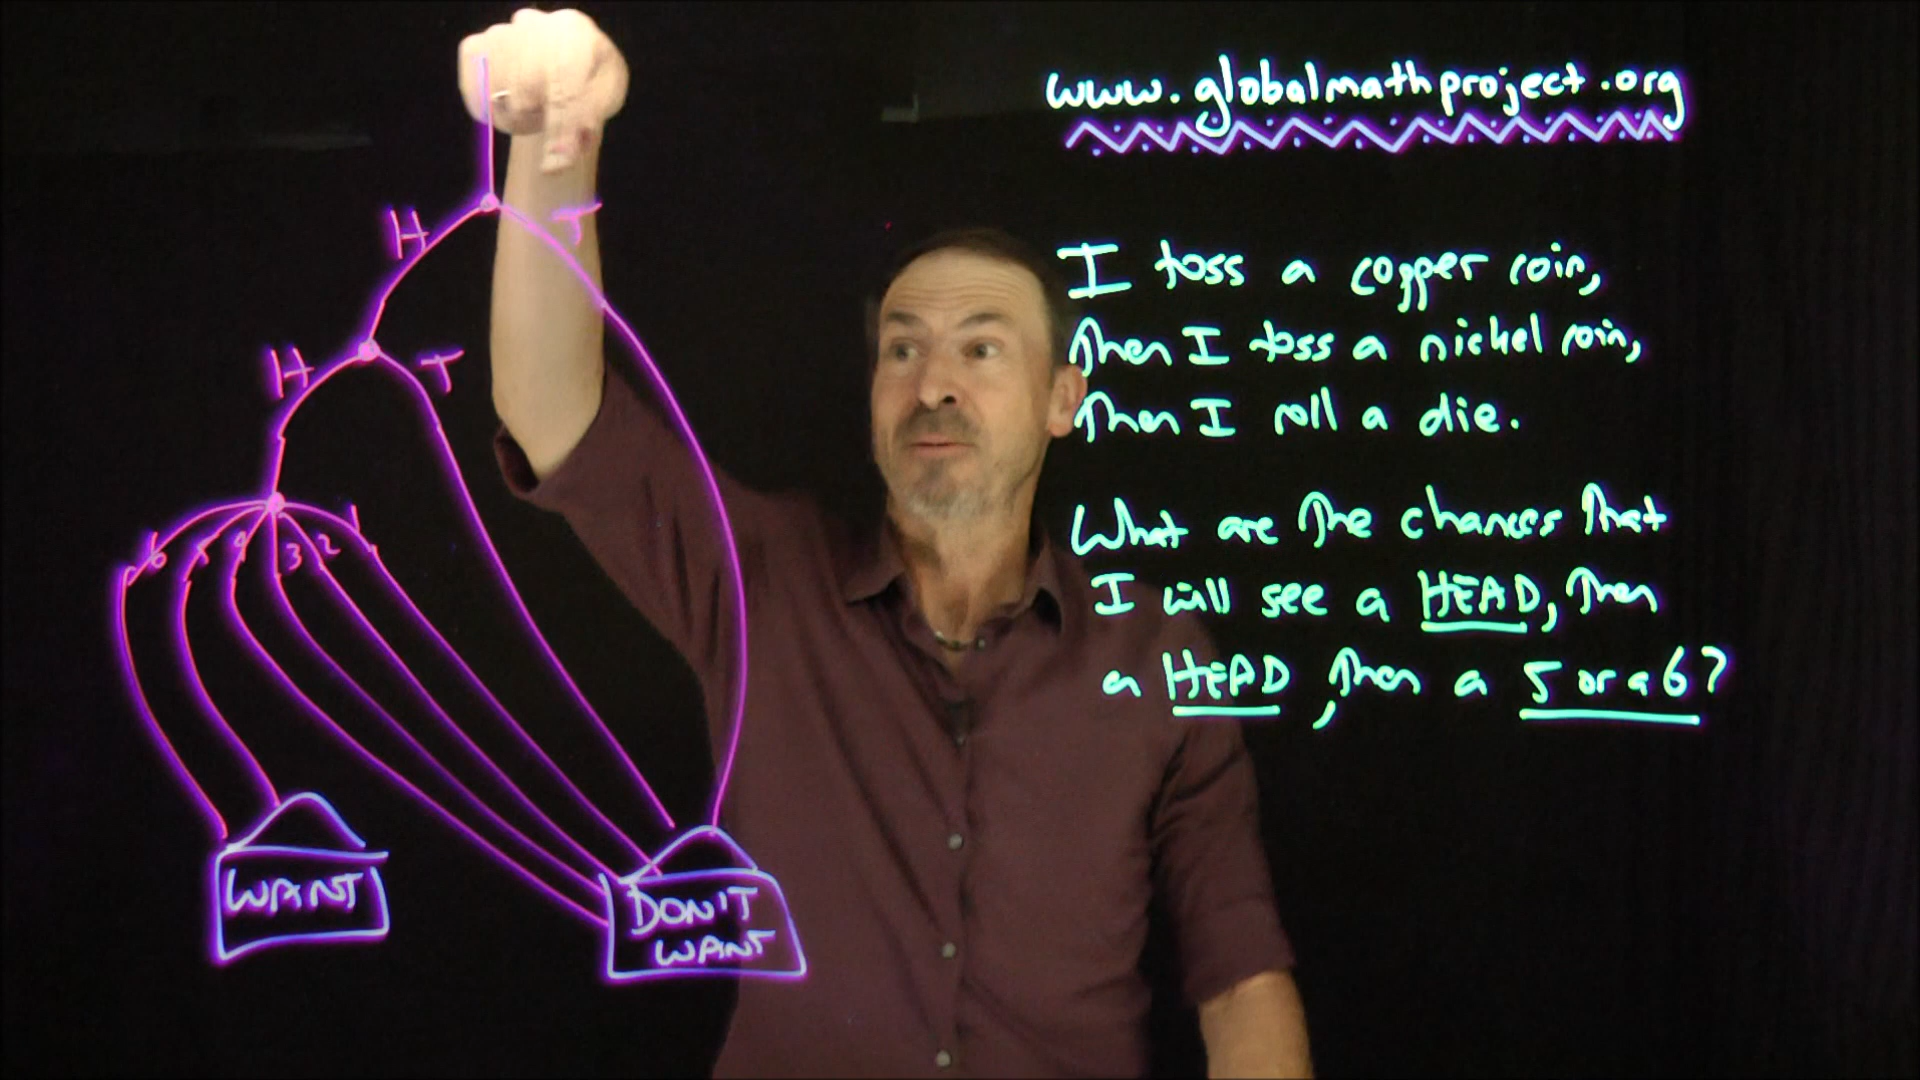 www.globalmathproject.org
I toss a copper coin,
Then I toss a nickel coin,
Then I roll a die.
What are the chances that
I will see a HEAD, then
a HEAD, then a 5 or a 6?
H T
H T
6 5 4 3 2 1
WANT
DON'T
WANT